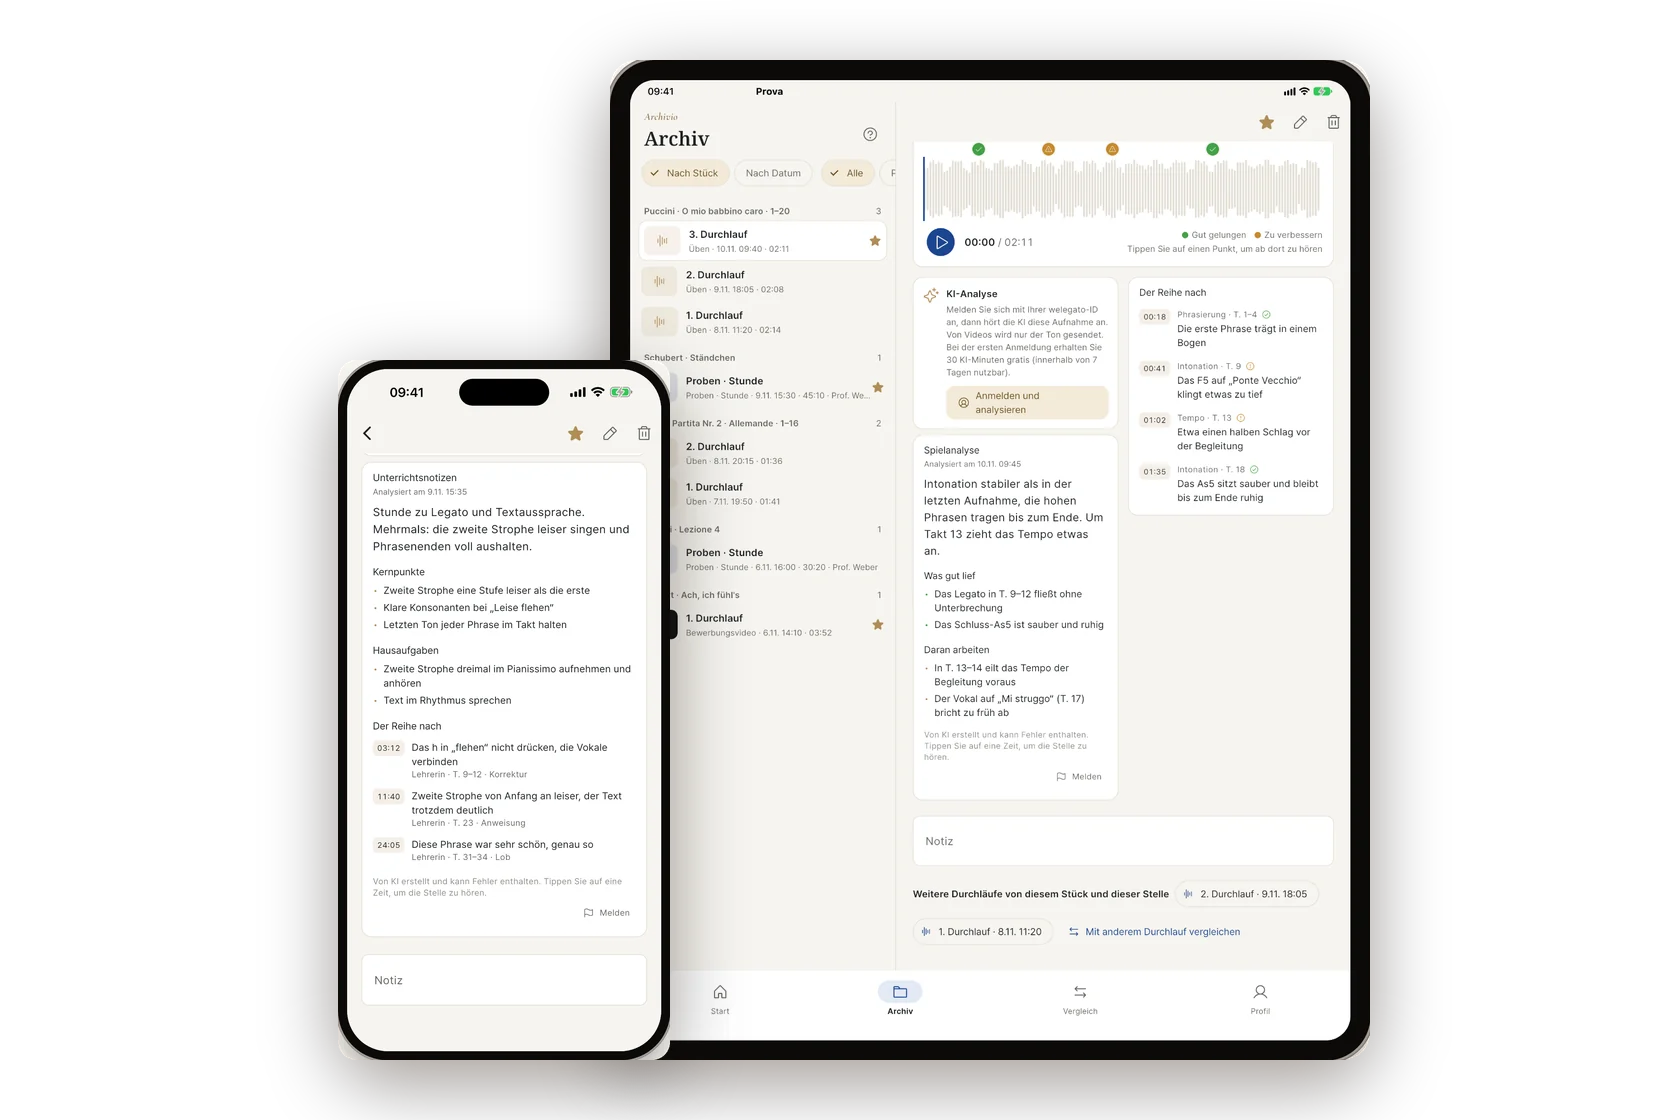 09:41
Prova
Archivio
Archiv
Nach Stück
Nach Datum
Alle
Puccini · O mio babbino caro · 1–20
3
3. Durchlauf
Üben · 10.11. 09:40 · 02:11
2. Durchlauf
Üben · 9.11. 18:05 · 02:08
1. Durchlauf
Üben · 8.11. 11:20 · 02:14
Schubert · Ständchen
1
Proben · Stunde
Proben · Stunde · 9.11. 15:30 · 45:10 · Prof. We...
Partita Nr. 2 · Allemande · 1–16
2
2. Durchlauf
Üben · 8.11. 20:15 · 01:36
1. Durchlauf
Üben · 7.11. 19:50 · 01:41
· Lezione 4
1
Proben · Stunde
Proben · Stunde · 6.11. 16:00 · 30:20 · Prof. Weber
· Ach, ich fühl's
1
1. Durchlauf
Bewerbungsvideo · 6.11. 14:10 · 03:52
00:00 / 02:11
Gut gelungen
Zu verbessern
Tippen Sie auf einen Punkt, um ab dort zu hören
KI-Analyse
Melden Sie sich mit Ihrer welegato-ID
an, dann hört die KI diese Aufnahme an.
Von Videos wird nur der Ton gesendet.
Bei der ersten Anmeldung erhalten Sie
30 KI-Minuten gratis (innerhalb von 7
Tagen nutzbar).
Anmelden und
analysieren
Spielanalyse
Analysiert am 10.11. 09:45
Intonation stabiler als in der
letzten Aufnahme, die hohen
Phrasen tragen bis zum Ende. Um
Takt 13 zieht das Tempo etwas
an.
Was gut lief
· Das Legato in T. 9–12 fließt ohne
Unterbrechung
· Das Schluss-As5 ist sauber und ruhig
Daran arbeiten
· In T. 13–14 eilt das Tempo der
Begleitung voraus
· Der Vokal auf „Mi struggo“ (T. 17)
bricht zu früh ab
Von KI erstellt und kann Fehler enthalten.
Tippen Sie auf eine Zeit, um die Stelle zu
hören.
Melden
Der Reihe nach
00:18
Phrasierung · T. 1–4
Die erste Phrase trägt in einem
Bogen
00:41
Intonation · T. 9
Das F5 auf „Ponte Vecchio“
klingt etwas zu tief
01:02
Tempo · T. 13
Etwa einen halben Schlag vor
der Begleitung
01:35
Intonation · T. 18
Das As5 sitzt sauber und bleibt
bis zum Ende ruhig
Notiz
Weitere Durchläufe von diesem Stück und dieser Stelle
2. Durchlauf · 9.11. 18:05
1. Durchlauf · 8.11. 11:20
Mit anderem Durchlauf vergleichen
Start
Archiv
Vergleich
Profil
09:41
Unterrichtsnotizen
Analysiert am 9.11. 15:35
Stunde zu Legato und Textaussprache.
Mehrmals: die zweite Strophe leiser singen und
Phrasenenden voll aushalten.
Kernpunkte
· Zweite Strophe eine Stufe leiser als die erste
· Klare Konsonanten bei „Leise flehen“
· Letzten Ton jeder Phrase im Takt halten
Hausaufgaben
· Zweite Strophe dreimal im Pianissimo aufnehmen und
anhören
· Text im Rhythmus sprechen
Der Reihe nach
03:12
Das h in „flehen“ nicht drücken, die Vokale
verbinden
Lehrerin · T. 9–12 · Korrektur
11:40
Zweite Strophe von Anfang an leiser, der Text
trotzdem deutlich
Lehrerin · T. 23 · Anweisung
24:05
Diese Phrase war sehr schön, genau so
Lehrerin · T. 31–34 · Lob
Von KI erstellt und kann Fehler enthalten. Tippen Sie auf eine
Zeit, um die Stelle zu hören.
Melden
Notiz